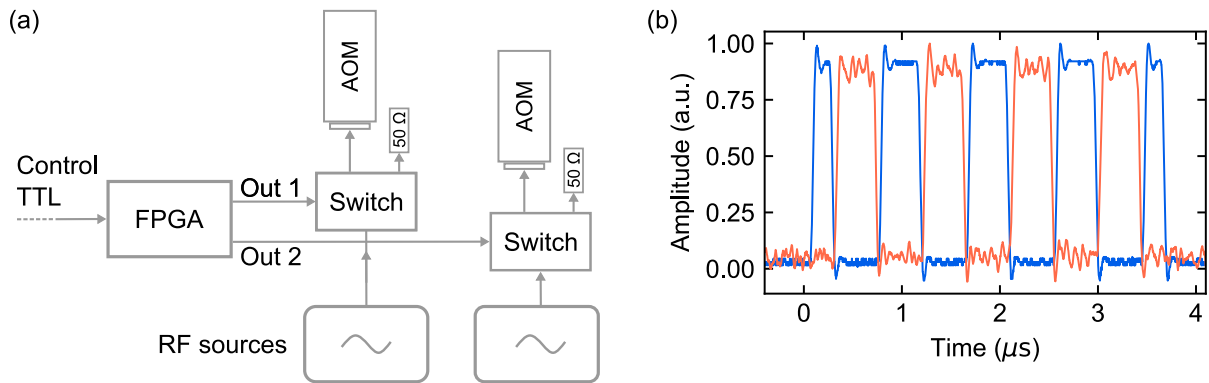 (a)
AOM
50 Ω
AOM
50 Ω
Control
TTL
FPGA
Out 1
Switch
Out 2
Switch
RF sources
(b)
1.00
0.75
0.50
0.25
0.00
Amplitude (a.u.)
0 1 2 3 4
Time (μs)